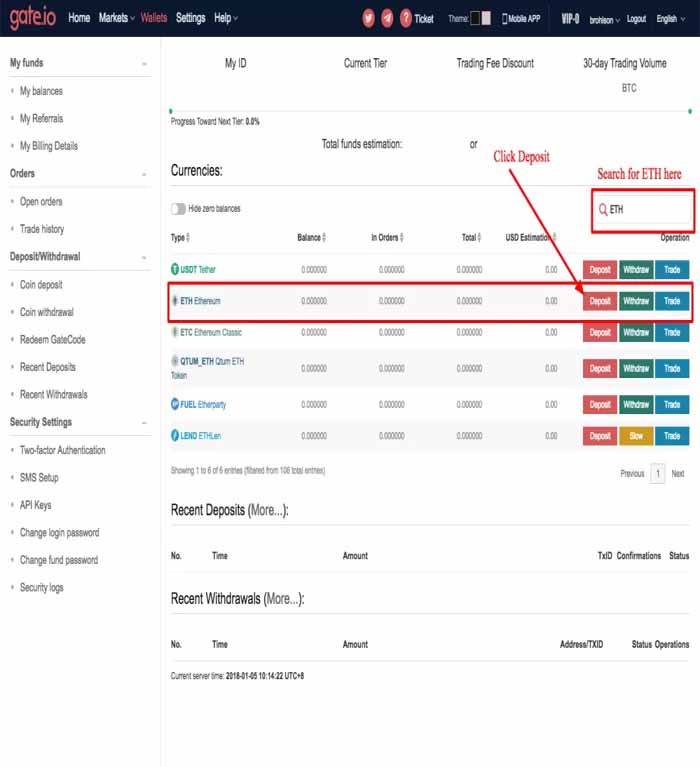 gate.io Home Markets Wallets Settings Help Ticket Theme: Mobile APP VIP-0 brohison Logout English
My funds
My balances
My Referrals
My Billing Details
Orders
Open orders
Trade history
Deposit/Withdrawal
Coin deposit
Coin withdrawal
Redeem GateCode
Recent Deposits
Recent Withdrawals
Security Settings
Two-factor Authentication
SMS Setup
API Keys
Change login password
Change fund password
Security logs
My ID Current Tier Trading Fee Discount 30-day Trading Volume
BTC
Progress Toward Next Tier: 0.0%
Total funds estimation: or
Click Deposit
Currencies:
Search for ETH here
Hide zero balances
ETH
Type Balance In Orders Total USD Estimation Operation
USDT Tether 0.000000 0.000000 0.000000 0.00 Deposit Withdraw Trade
ETH Ethereum 0.000000 0.000000 0.000000 0.00 Deposit Withdraw Trade
ETC Ethereum Classic 0.000000 0.000000 0.000000 0.00 Deposit Withdraw Trade
QTUM_ETH Qtum ETH 0.000000 0.000000 0.000000 0.00 Deposit Withdraw Trade
Token
FUEL Etherparty 0.000000 0.000000 0.000000 0.00 Deposit Withdraw Trade
LEND ETHLen 0.000000 0.000000 0.000000 0.00 Deposit Slow Trade
Showing 1 to 6 of 6 entries (filtered from 106 total entries)
Previous 1 Next
Recent Deposits (More...):
No. Time Amount TxID Confirmations Status
Recent Withdrawals (More...):
No. Time Amount Address/TXID Status Operations
Current server time: 2018-01-05 10:14:22 UTC+8